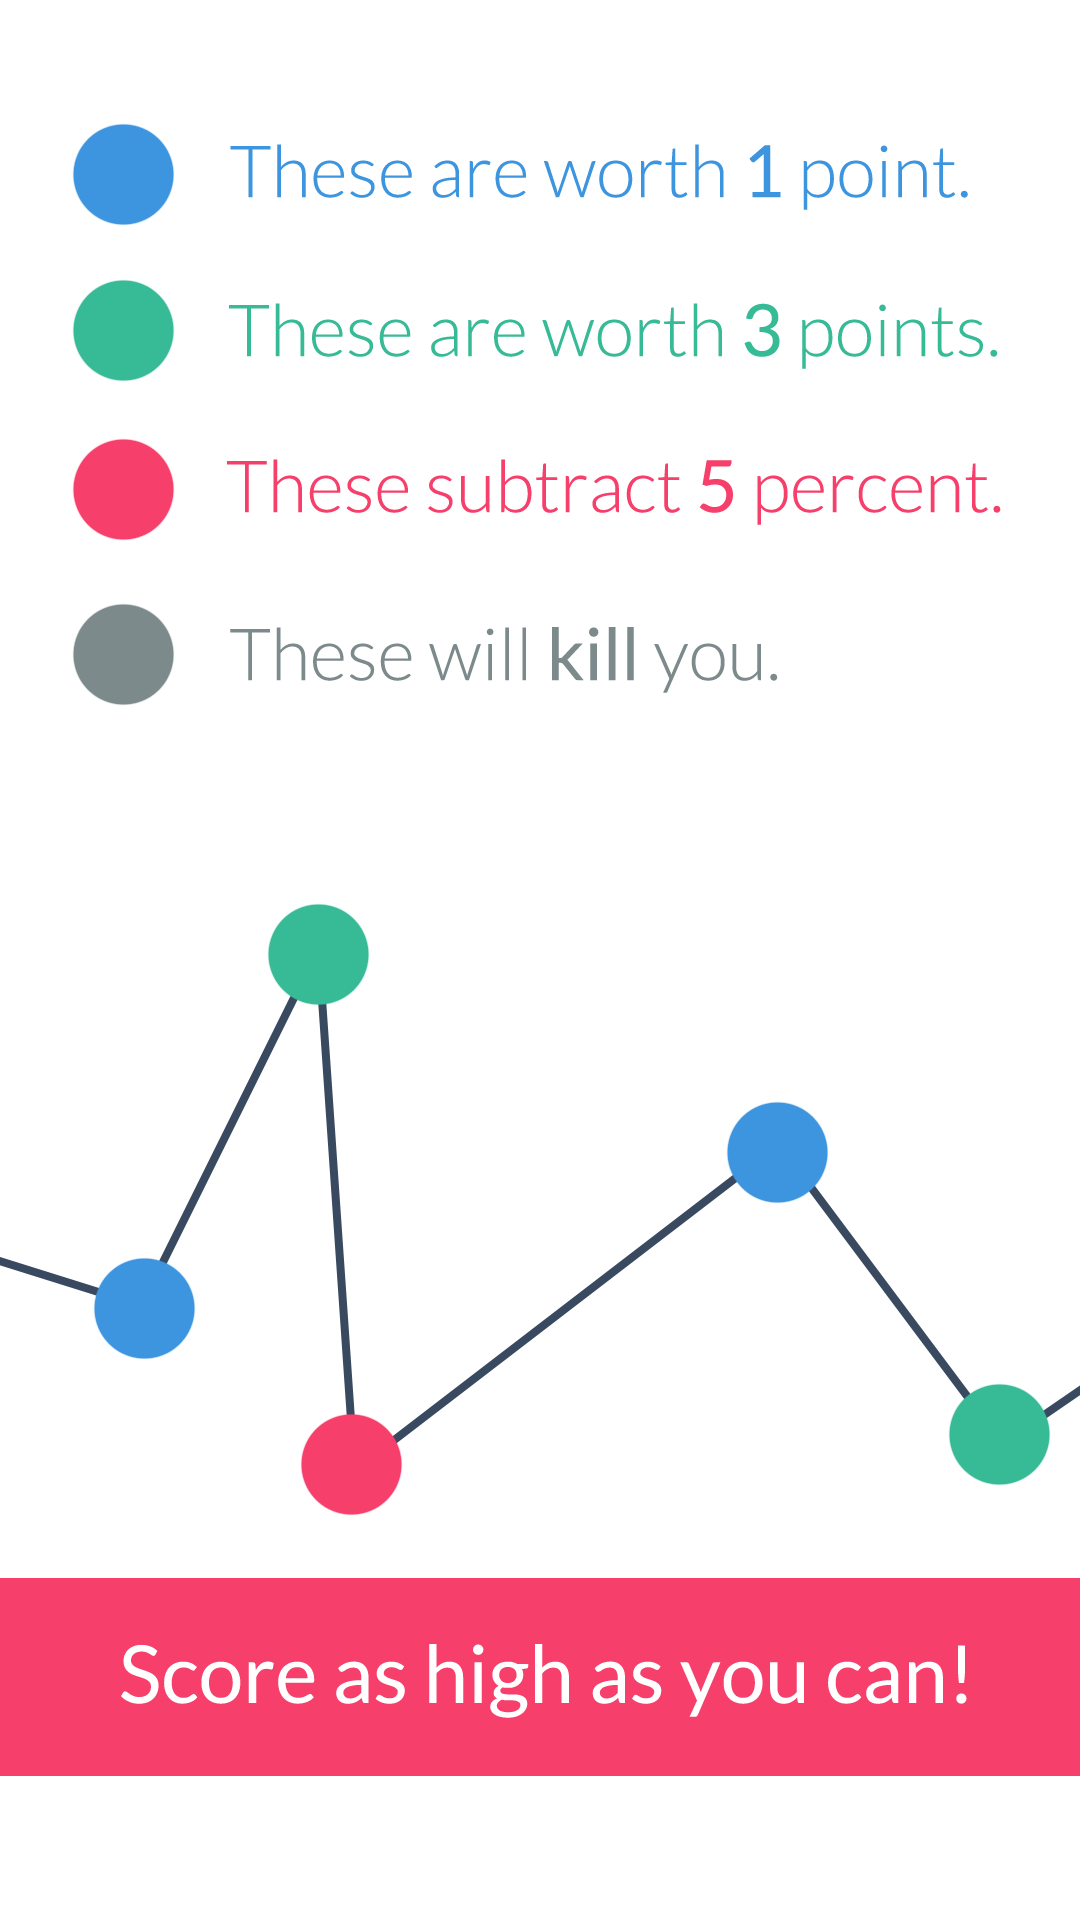 These are worth 1 point.
These are worth 3 points.
These subtract 5 percent.
These will kill you.
Score as high as you can!